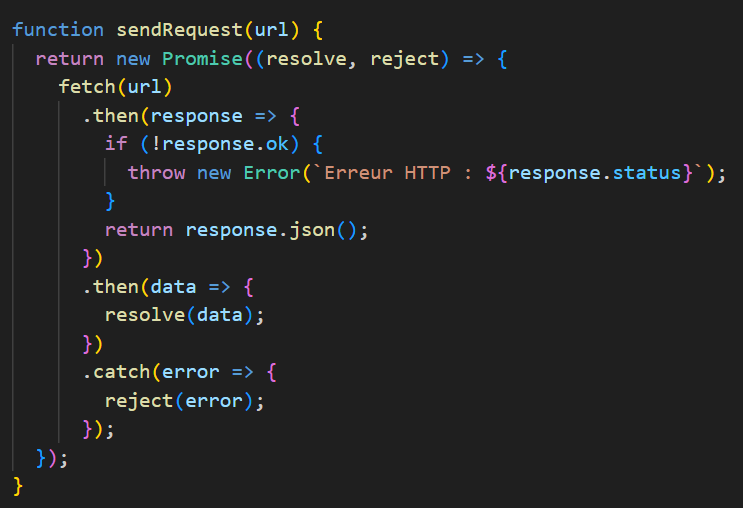 function sendRequest(url) {
  return new Promise((resolve, reject) => {
    fetch(url)
      .then(response => {
        if (!response.ok) {
          throw new Error(`Erreur HTTP : ${response.status}`);
        }
        return response.json();
      })
      .then(data => {
        resolve(data);
      })
      .catch(error => {
        reject(error);
      });
  });
}